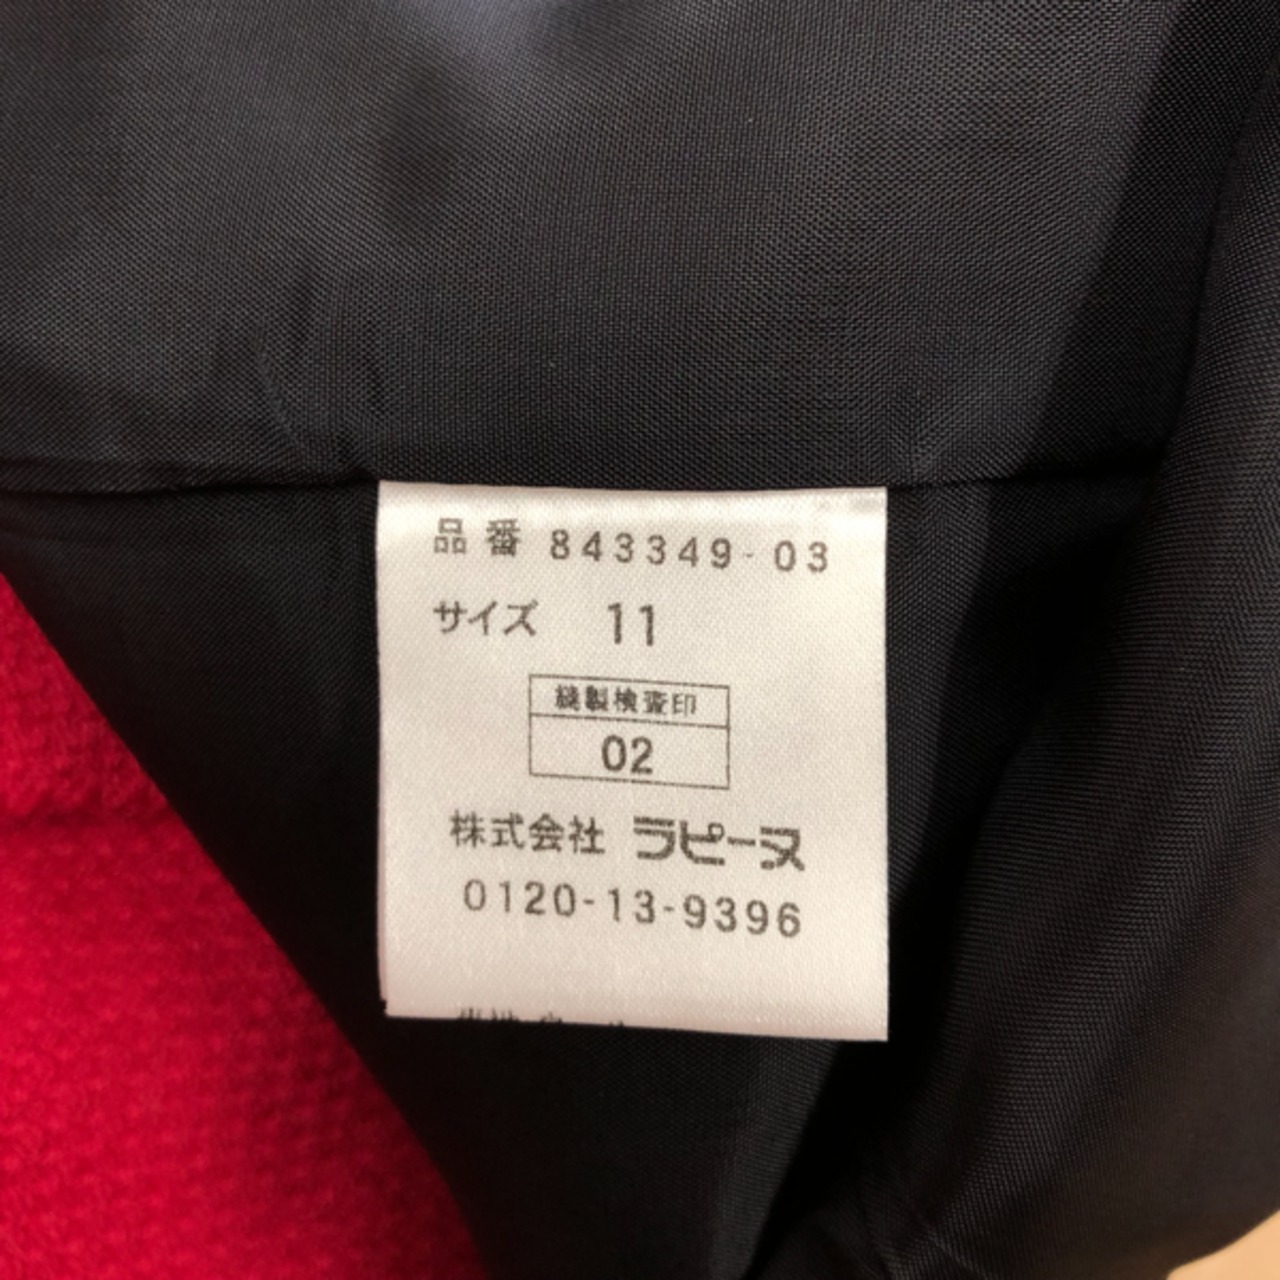 品番 843349-03
サイズ 11
縫製検査印
02
株式会社 ラピーヌ
0120-13-9396